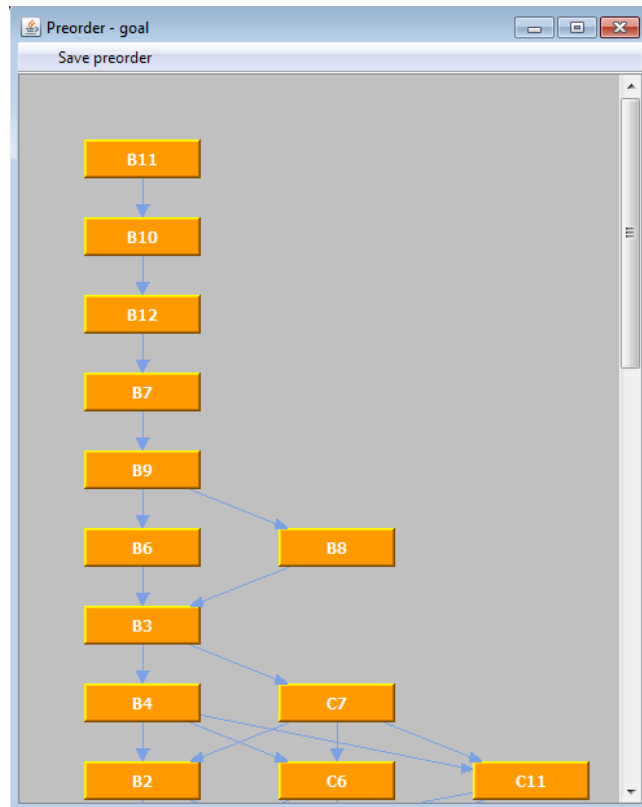 Preorder - goal
Save preorder
B11
B10
B12
B7
B9
B6 B8
B3
B4 C7
B2 C6 C11